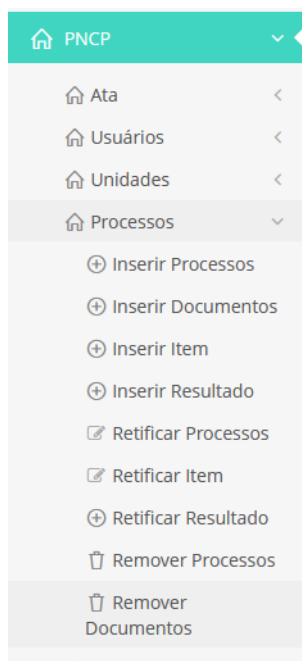 PNCP
Ata
Usuários
Unidades
Processos
Inserir Processos
Inserir Documentos
Inserir Item
Inserir Resultado
Retificar Processos
Retificar Item
Retificar Resultado
Remover Processos
Remover
Documentos